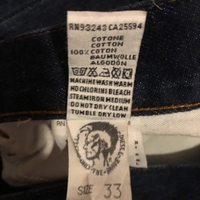 RN93243 CA25594
COTONE
COTTON
100% COTON
BAUMWOLLE
ALGODÓN
MACHINE WASH WARM
NO CHLORINE BLEACH
STEAM IRON MEDIUM
DO NOT DRY CLEAN
TUMBLE DRY LOW
RN
SIZE 33